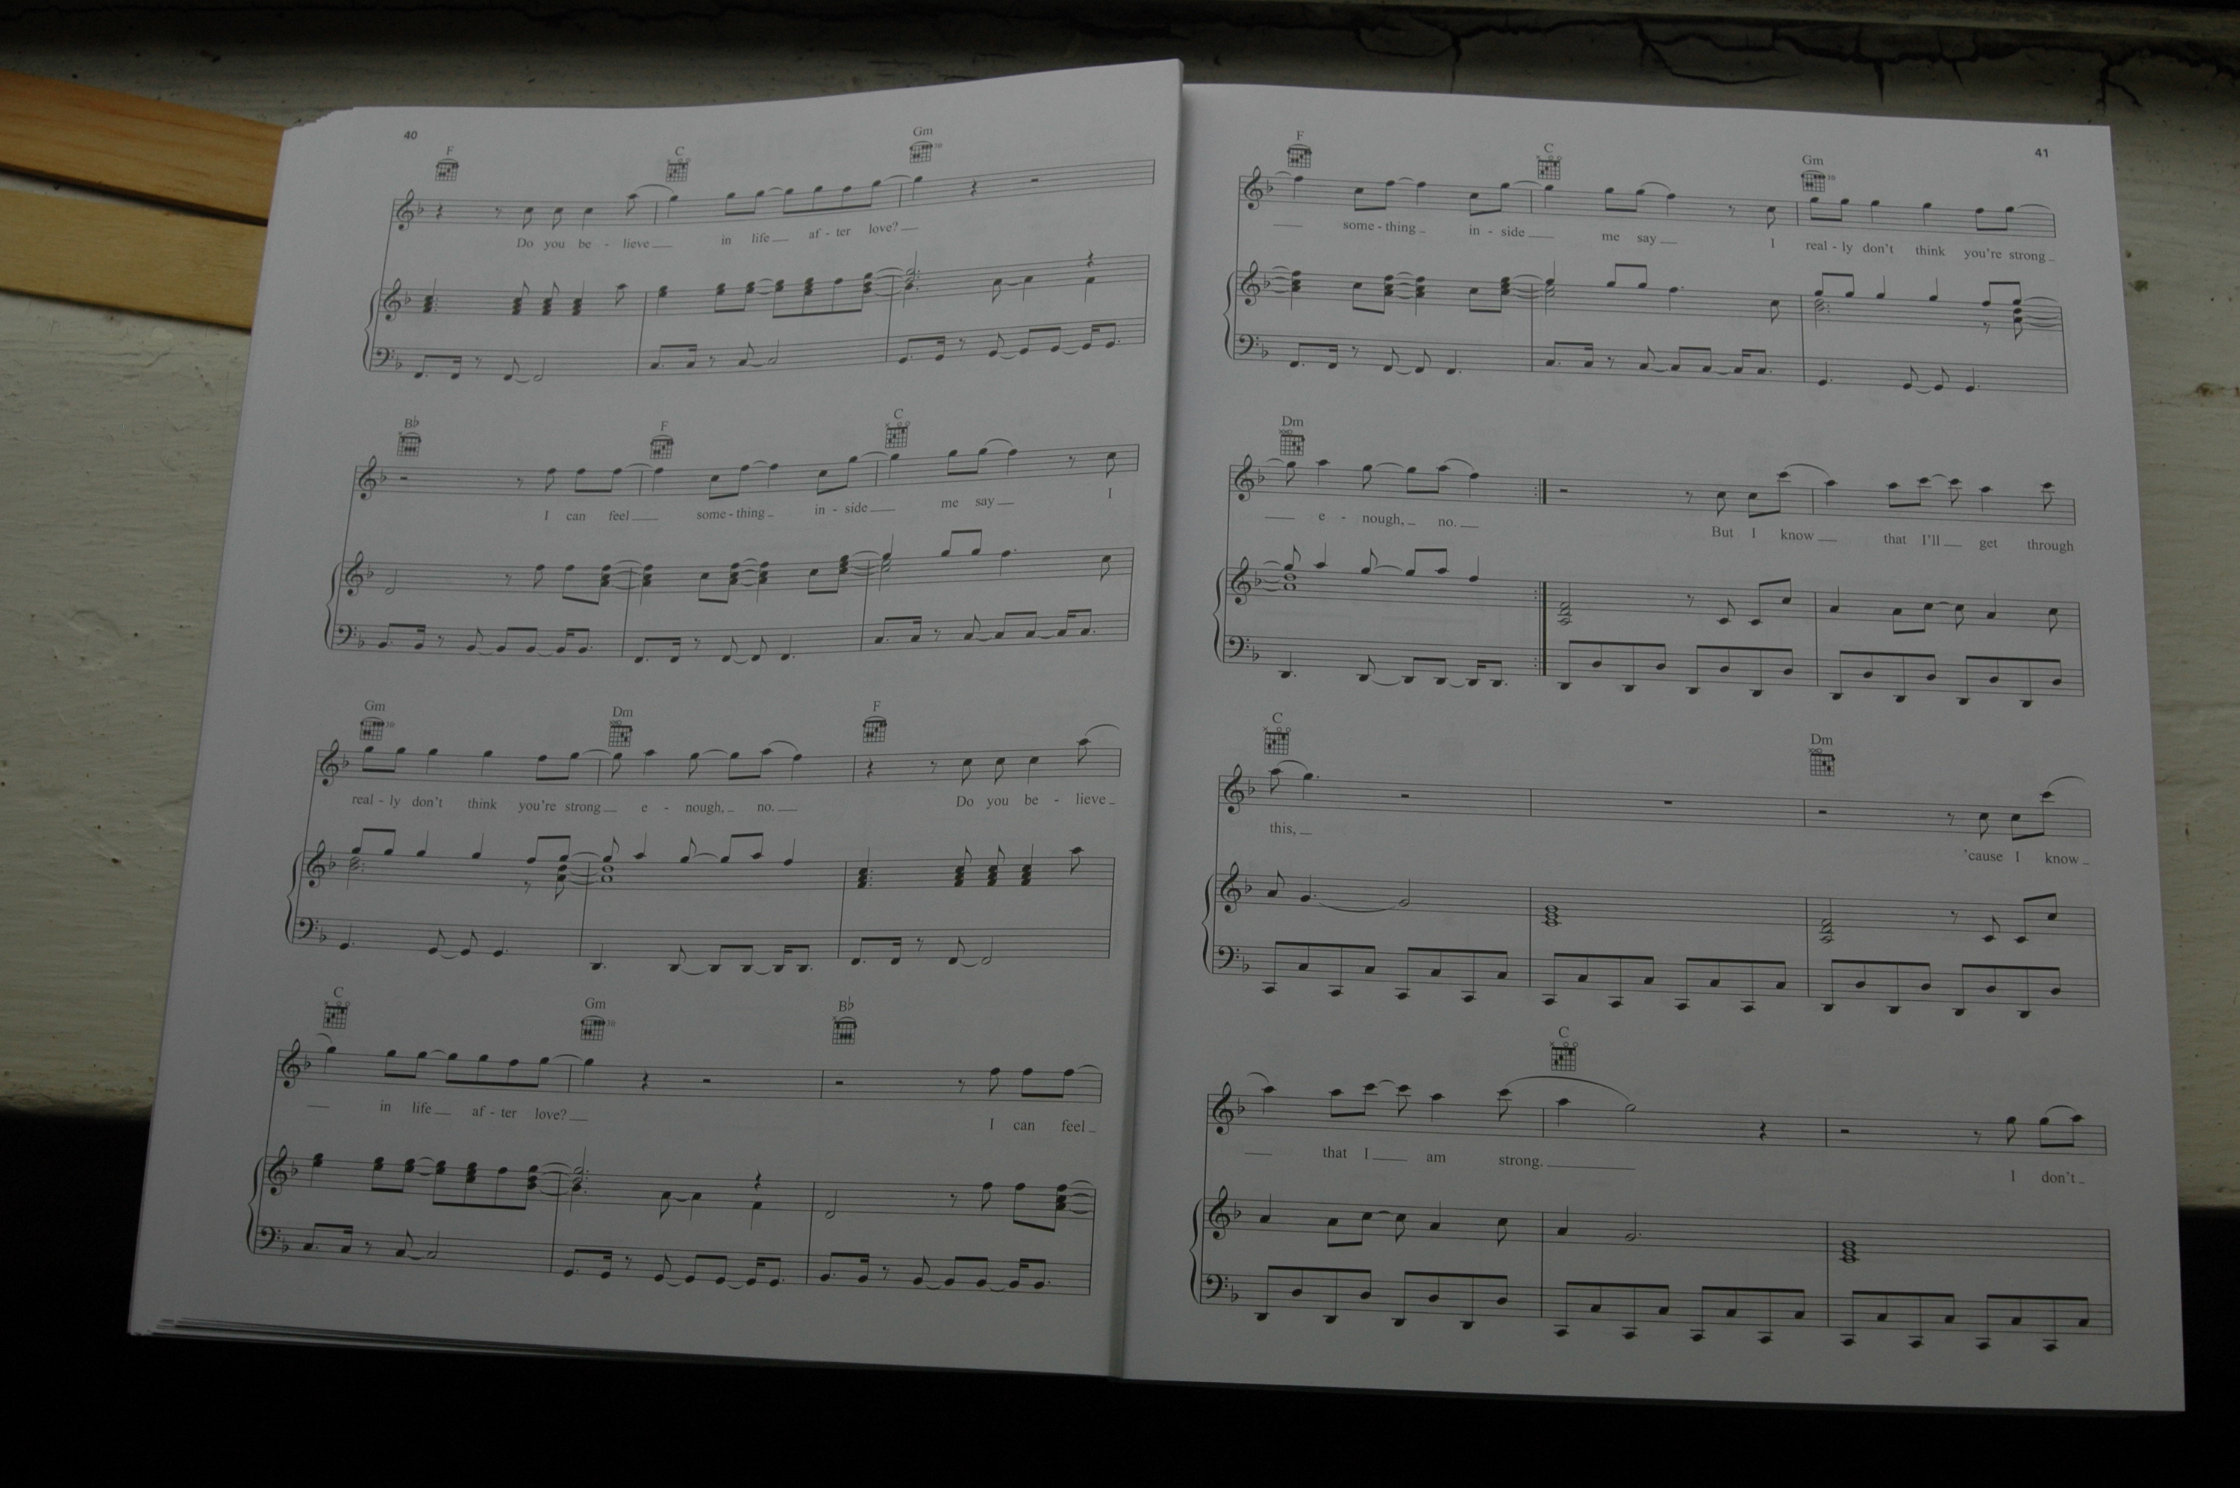 40
F C Gm
Do you be - lieve in life af - ter love?
B♭ F C
I can feel some - thing in - side me say I
Gm Dm F
real - ly don't think you're strong e - nough, no. Do you be - lieve
C Gm B♭
in life af - ter love? I can feel
41
F C Gm
some - thing in - side me say I real - ly don't think you're strong
Dm
e - nough, no. But I know that I'll get through
C Dm
this, 'cause I know
C
that I am strong. I don't